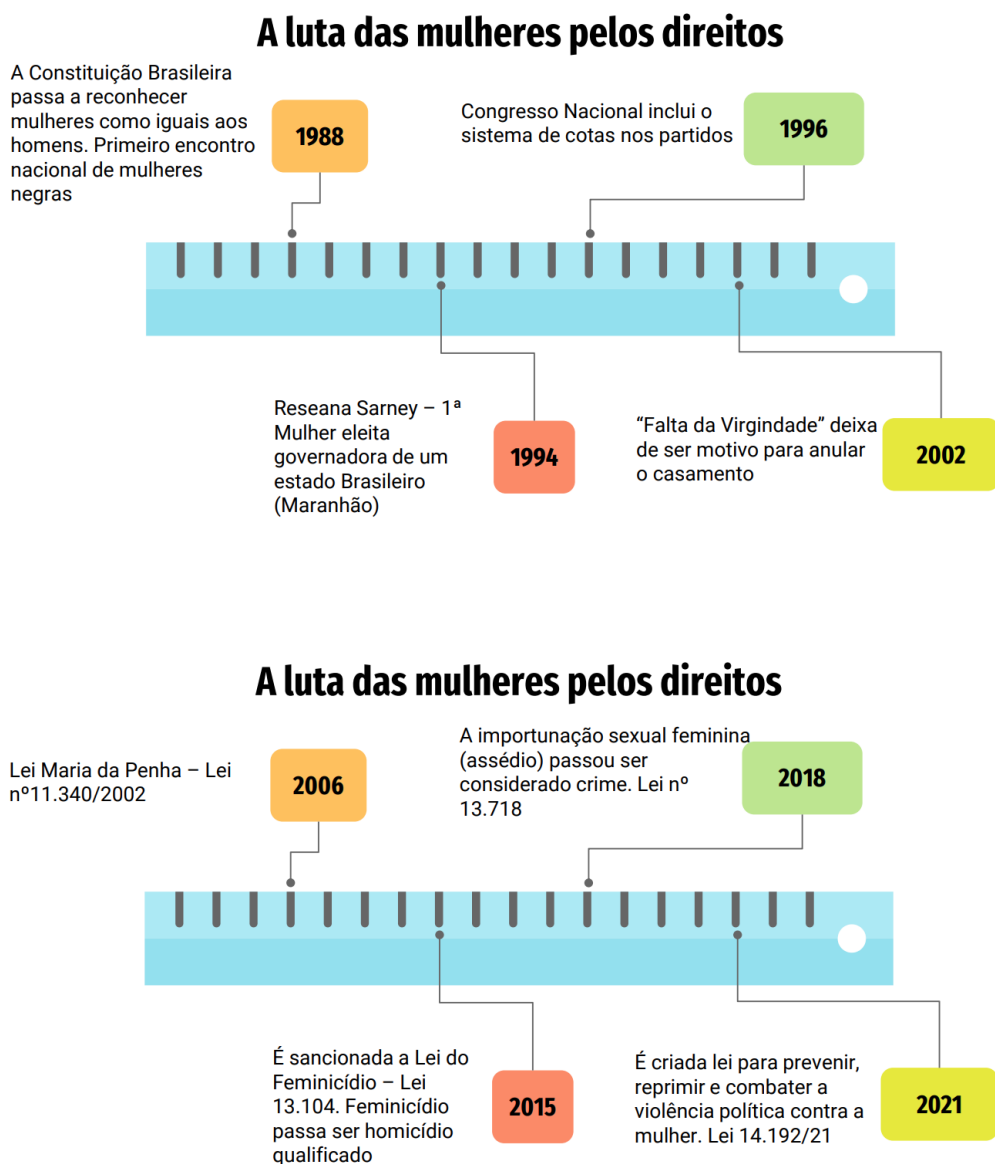 A luta das mulheres pelos direitos
A Constituição Brasileira
passa a reconhecer
mulheres como iguais aos
homens. Primeiro encontro
nacional de mulheres
negras
1988
Congresso Nacional inclui o
sistema de cotas nos partidos
1996
Reseana Sarney – 1ª
Mulher eleita
governadora de um
estado Brasileiro
(Maranhão)
1994
“Falta da Virgindade” deixa
de ser motivo para anular
o casamento
2002
A luta das mulheres pelos direitos
Lei Maria da Penha – Lei
nº11.340/2002
2006
A importunação sexual feminina
(assédio) passou ser
considerado crime. Lei nº
13.718
2018
É sancionada a Lei do
Feminicídio – Lei
13.104. Feminicídio
passa ser homicídio
qualificado
2015
É criada lei para prevenir,
reprimir e combater a
violência política contra a
mulher. Lei 14.192/21
2021